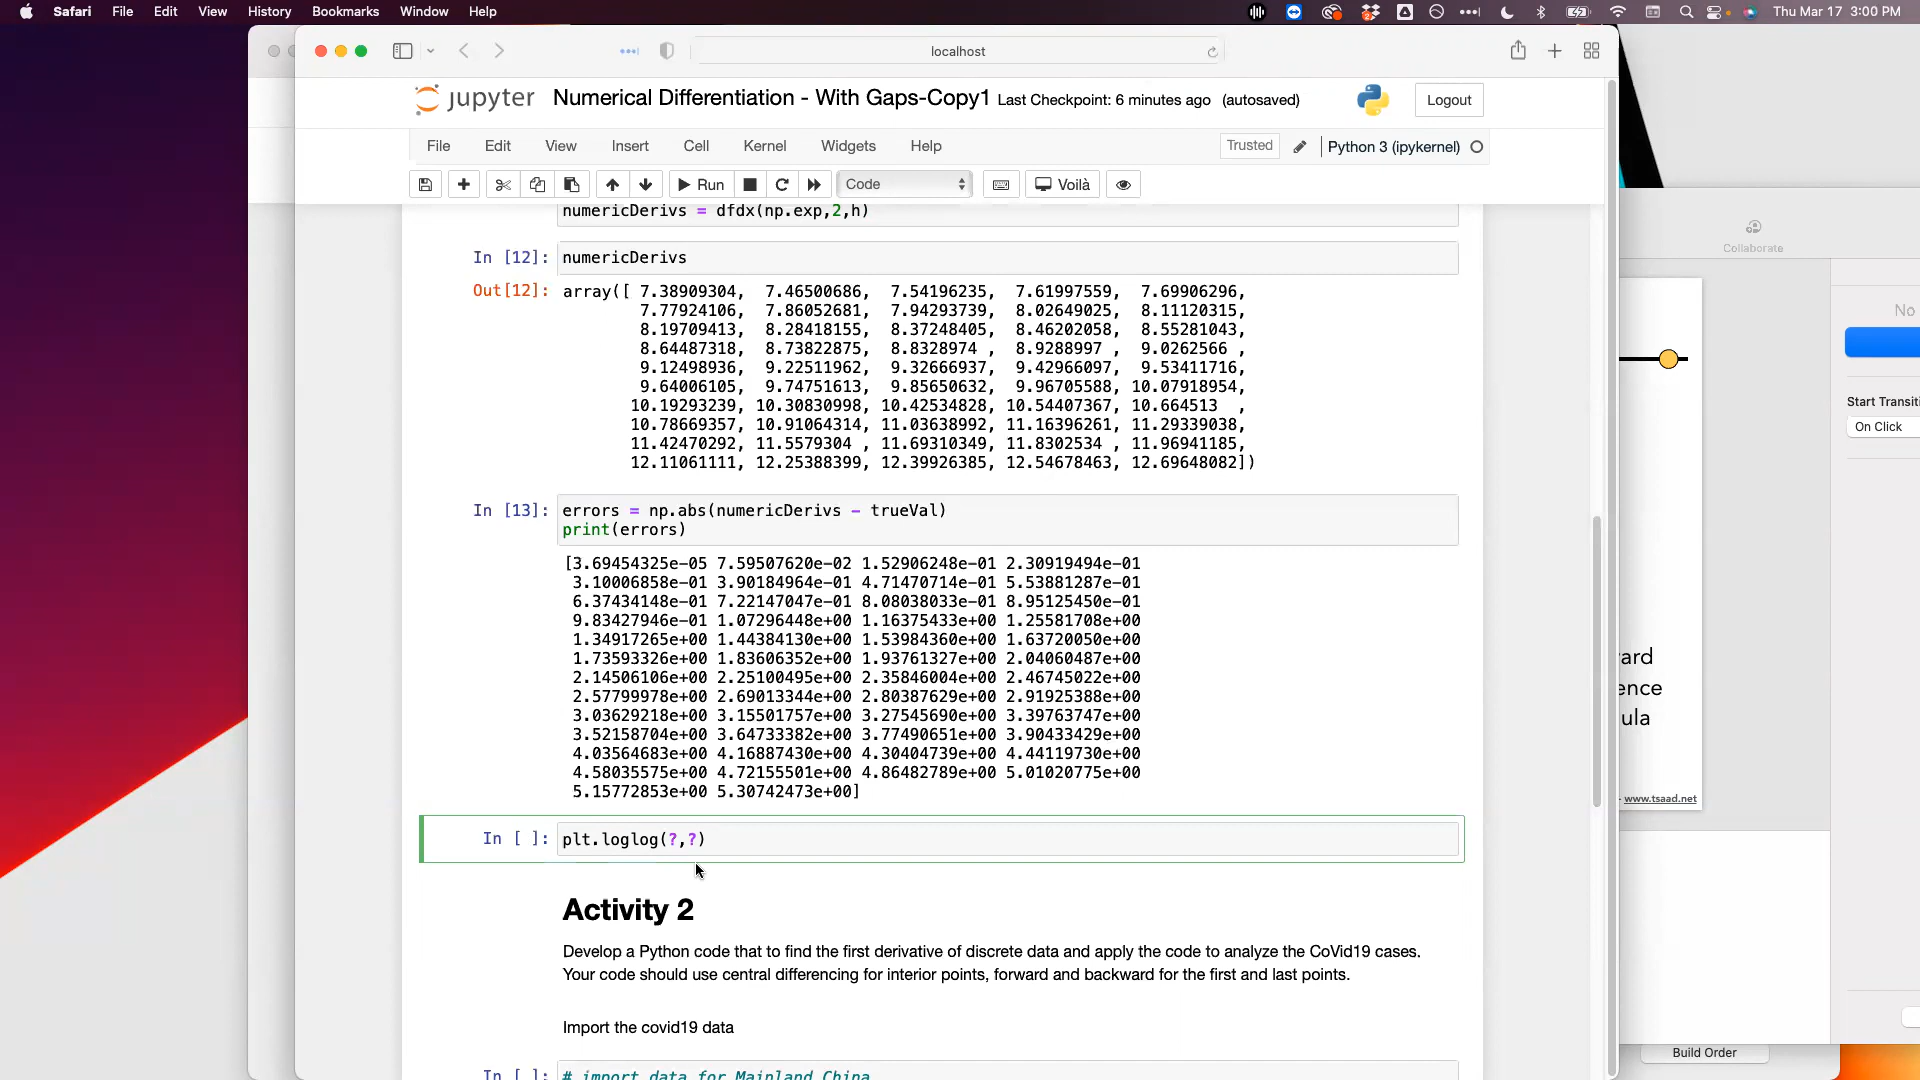 Safari File Edit View History Bookmarks Window Help
Thu Mar 17 3:00 PM
localhost
jupyter Numerical Differentiation - With Gaps-Copy1 Last Checkpoint: 6 minutes ago (autosaved)
Logout
File Edit View Insert Cell Kernel Widgets Help
Trusted
Python 3 (ipykernel)
Run
Code
Voilà
numericDerivs = dfdx(np.exp,2,h)
In [12]: numericDerivs
Out[12]: array([ 7.38909304, 7.46500686, 7.54196235, 7.61997559, 7.69906296,
7.77924106, 7.86052681, 7.94293739, 8.02649025, 8.11120315,
8.19709413, 8.28418155, 8.37248405, 8.46202058, 8.55281043,
8.64487318, 8.73822875, 8.8328974 , 8.9288997 , 9.0262566 ,
9.12498936, 9.22511962, 9.32666937, 9.42966097, 9.53411716,
9.64006105, 9.74751613, 9.85650632, 9.96705588, 10.07918954,
10.19293239, 10.30830998, 10.42534828, 10.54407367, 10.664513 ,
10.78669357, 10.91064314, 11.03638992, 11.16396261, 11.29339038,
11.42470292, 11.5579304 , 11.69310349, 11.8302534 , 11.96941185,
12.11061111, 12.25388399, 12.39926385, 12.54678463, 12.69648082])
In [13]: errors = np.abs(numericDerivs - trueVal)
print(errors)
[3.69454325e-05 7.59507620e-02 1.52906248e-01 2.30919494e-01
3.10006858e-01 3.90184964e-01 4.71470714e-01 5.53881287e-01
6.37434148e-01 7.22147047e-01 8.08038033e-01 8.95125450e-01
9.83427946e-01 1.07296448e+00 1.16375433e+00 1.25581708e+00
1.34917265e+00 1.44384130e+00 1.53984360e+00 1.63720050e+00
1.73593326e+00 1.83606352e+00 1.93761327e+00 2.04060487e+00
2.14506106e+00 2.25100495e+00 2.35846004e+00 2.46745022e+00
2.57799978e+00 2.69013344e+00 2.80387629e+00 2.91925388e+00
3.03629218e+00 3.15501757e+00 3.27545690e+00 3.39763747e+00
3.52158704e+00 3.64733382e+00 3.77490651e+00 3.90433429e+00
4.03564683e+00 4.16887430e+00 4.30404739e+00 4.44119730e+00
4.58035575e+00 4.72155501e+00 4.86482789e+00 5.01020775e+00
5.15772853e+00 5.30742473e+00]
In [ ]: plt.loglog(?,?)
Activity 2
Develop a Python code that to find the first derivative of discrete data and apply the code to analyze the CoVid19 cases.
Your code should use central differencing for interior points, forward and backward for the first and last points.
Import the covid19 data
In [ ]: # import data for Mainland China
Collaborate
No
Start Transiti
On Click
ard
ence
ula
- www.tsaad.net
Build Order